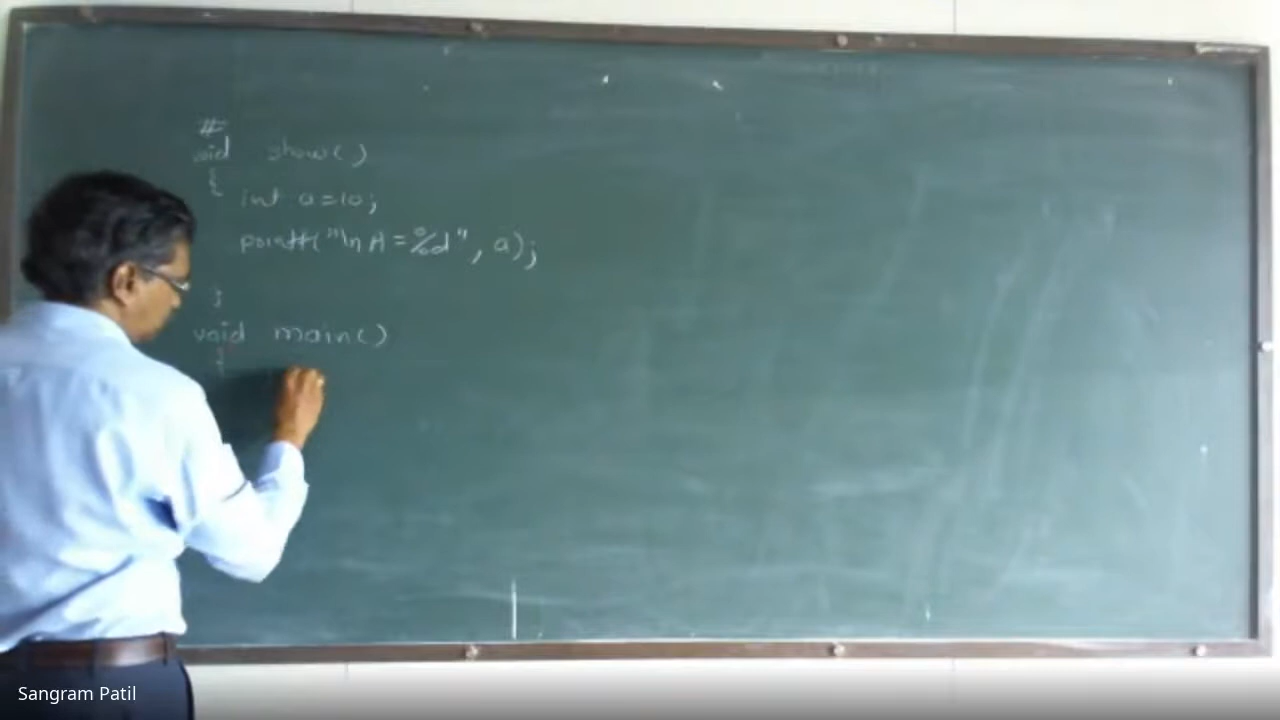 #
void show()
{
int a=10;
printf("\n A=%d", a);
}
void main()
{
Sangram Patil